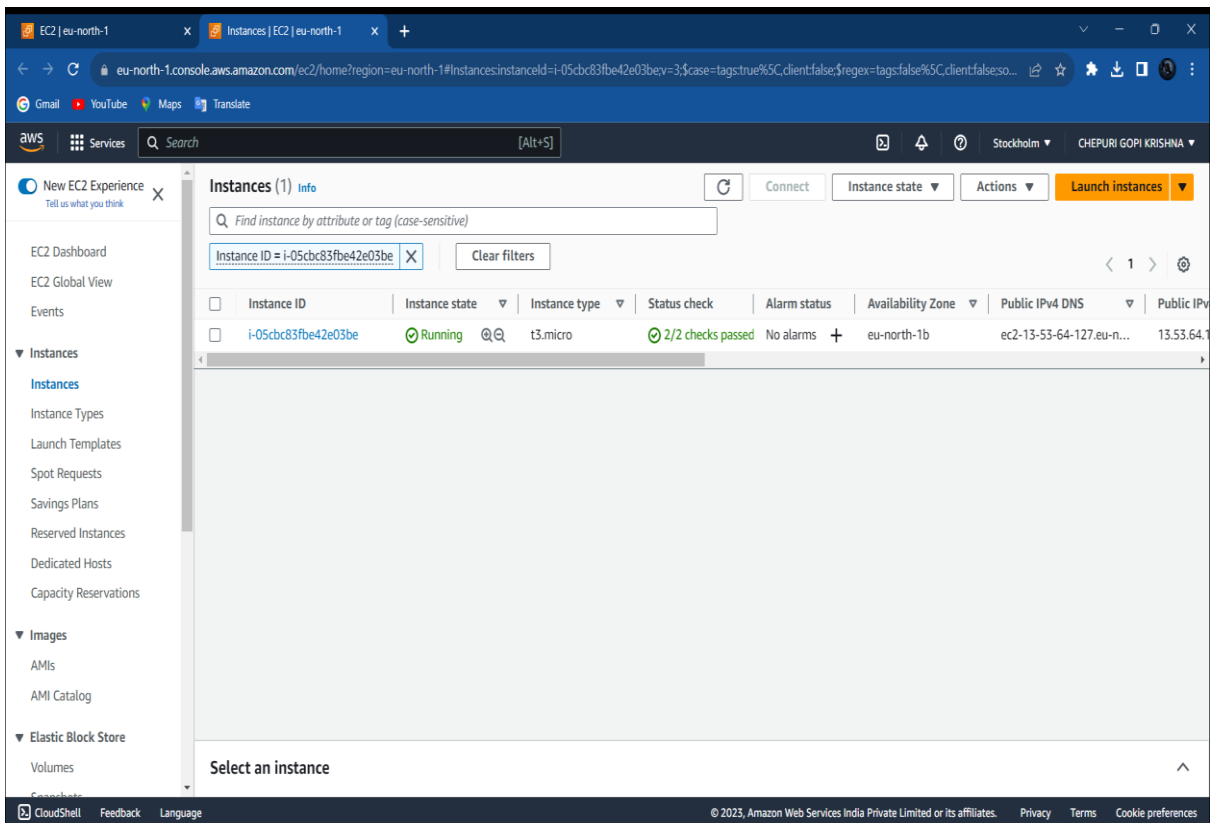 EC2 | eu-north-1
Instances | EC2 | eu-north-1
eu-north-1.console.aws.amazon.com/ec2/home?region=eu-north-1#Instances:instanceId=i-05cbc83fbe42e03be;v=3;$case=tags:true%5C,client:false;$regex=tags:false%5C,client:false;so...
Gmail YouTube Maps Translate
aws Services Search [Alt+S] Stockholm ▼ CHEPURI GOPI KRISHNA ▼
New EC2 Experience
Tell us what you think
EC2 Dashboard
EC2 Global View
Events
Instances
Instances
Instance Types
Launch Templates
Spot Requests
Savings Plans
Reserved Instances
Dedicated Hosts
Capacity Reservations
Images
AMIs
AMI Catalog
Elastic Block Store
Volumes
Snapshots
Instances (1) Info
Connect Instance state ▼ Actions ▼ Launch instances ▼
Find instance by attribute or tag (case-sensitive)
Instance ID = i-05cbc83fbe42e03be X Clear filters
< 1 >
Instance ID Instance state Instance type Status check Alarm status Availability Zone Public IPv4 DNS Public IPv
i-05cbc83fbe42e03be Running t3.micro 2/2 checks passed No alarms + eu-north-1b ec2-13-53-64-127.eu-n... 13.53.64.1
Select an instance
CloudShell Feedback Language © 2023, Amazon Web Services India Private Limited or its affiliates. Privacy Terms Cookie preferences